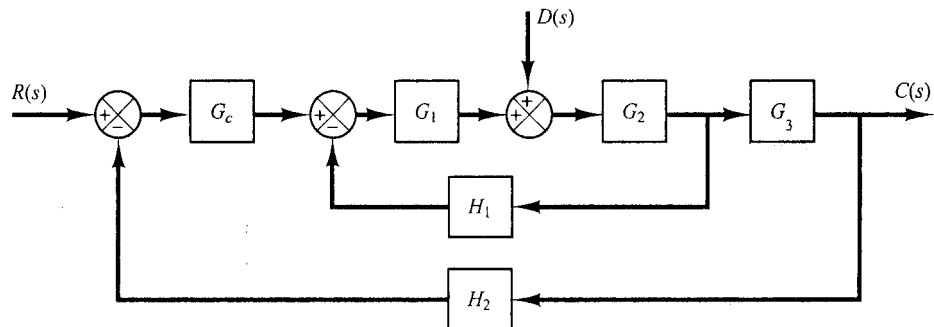 D(s)
R(s)
+
−
G_c
+
−
G_1
+
+
G_2
G_3
C(s)
H_1
H_2